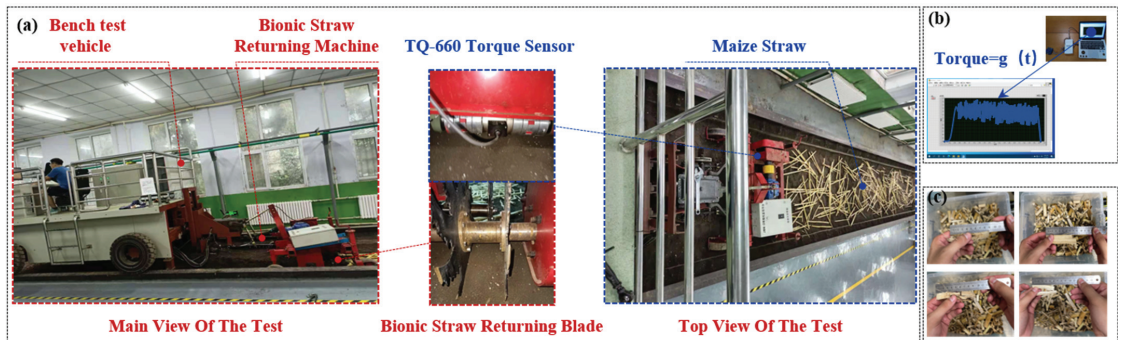 (a)
Bench test
vehicle
Bionic Straw
Returning Machine
TQ-660 Torque Sensor
Maize Straw
Main View Of The Test
Bionic Straw Returning Blade
Top View Of The Test
(b)
Torque=g（t）
(c)